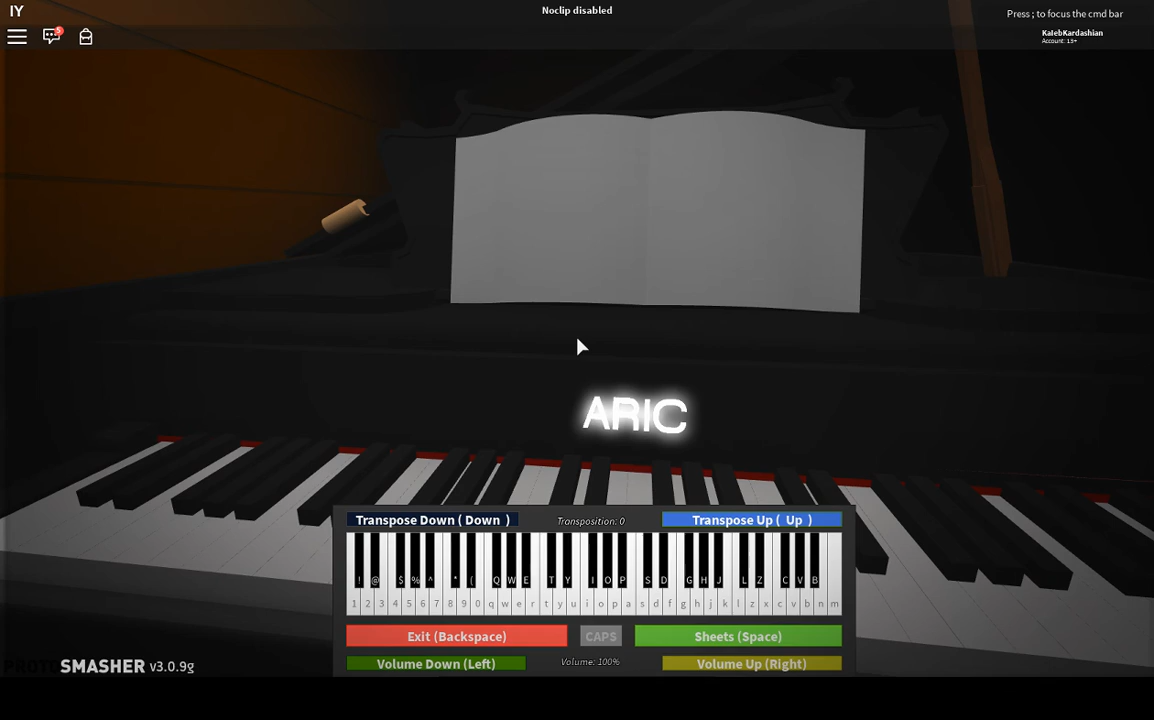 IY
Noclip disabled
Press ; to focus the cmd bar
5
KalebKardashian
Account: 13+
ARIC
Transpose Down ( Down )
Transposition: 0
Transpose Up ( Up )
! @ $ % ^ * ( Q W E T Y I O P S D G H J L Z C V B
1 2 3 4 5 6 7 8 9 0 q w e r t y u i o p a s d f g h j k l z x c v b n m
Exit (Backspace)
CAPS
Sheets (Space)
PROTOSMASHER v3.0.9g
Volume Down (Left)
Volume: 100%
Volume Up (Right)